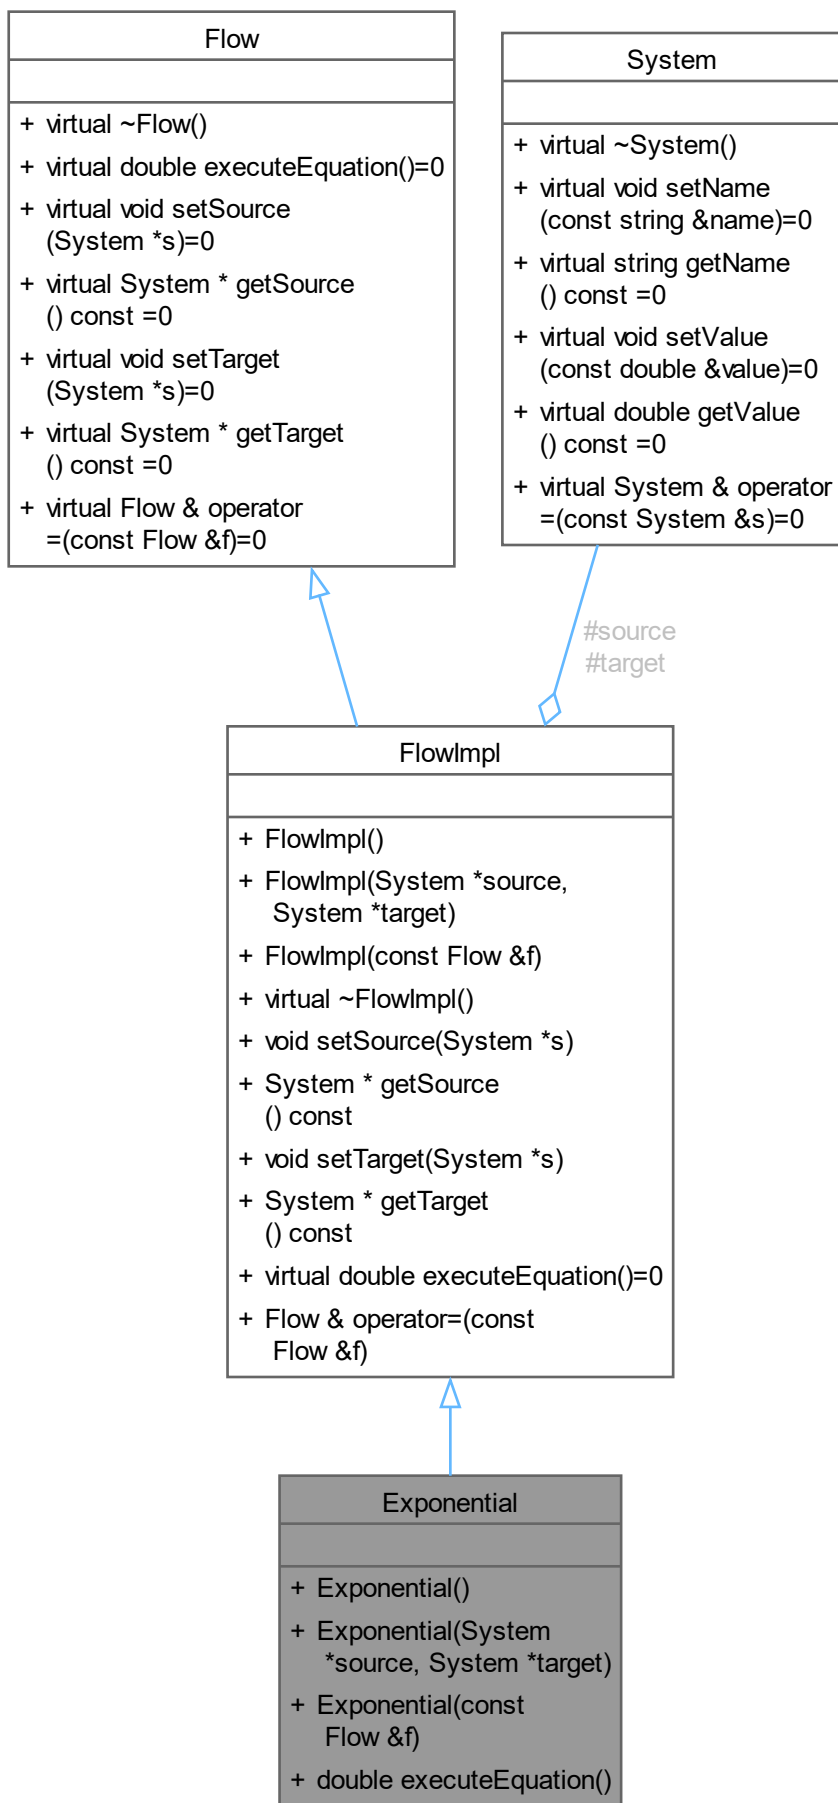 Flow
+ virtual ~Flow()
+ virtual double executeEquation()=0
+ virtual void setSource
(System *s)=0
+ virtual System * getSource
() const =0
+ virtual void setTarget
(System *s)=0
+ virtual System * getTarget
() const =0
+ virtual Flow & operator
=(const Flow &f)=0
System
+ virtual ~System()
+ virtual void setName
(const string &name)=0
+ virtual string getName
() const =0
+ virtual void setValue
(const double &value)=0
+ virtual double getValue
() const =0
+ virtual System & operator
=(const System &s)=0
#source
#target
FlowImpl
+ FlowImpl()
+ FlowImpl(System *source,
System *target)
+ FlowImpl(const Flow &f)
+ virtual ~FlowImpl()
+ void setSource(System *s)
+ System * getSource
() const
+ void setTarget(System *s)
+ System * getTarget
() const
+ virtual double executeEquation()=0
+ Flow & operator=(const
Flow &f)
Exponential
+ Exponential()
+ Exponential(System
*source, System *target)
+ Exponential(const
Flow &f)
+ double executeEquation()